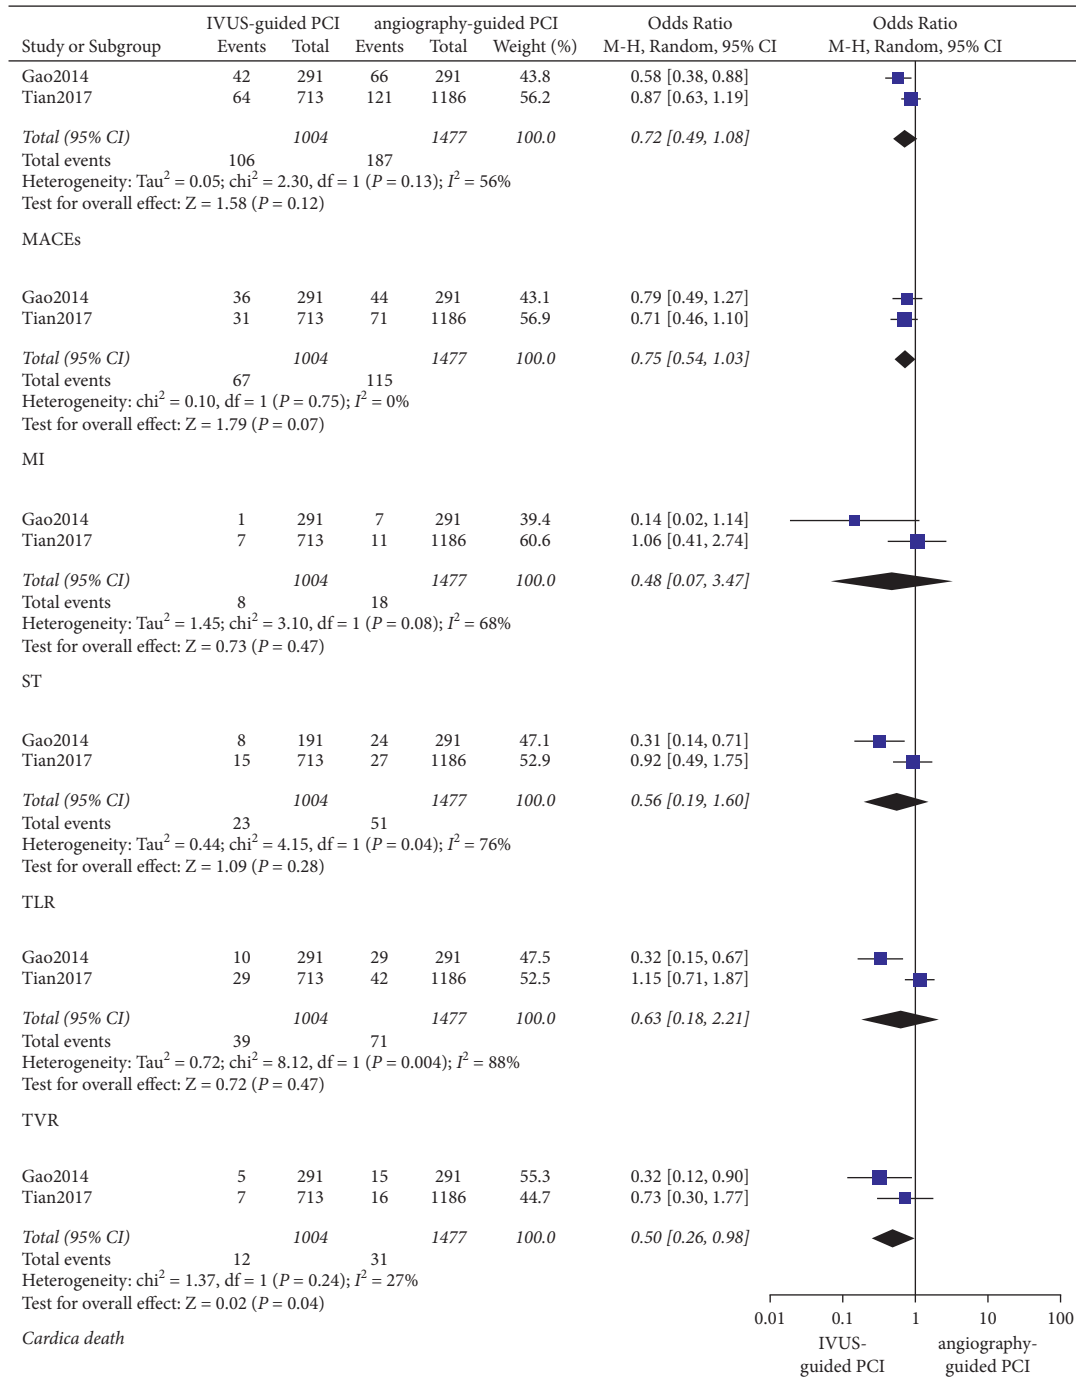 IVUS-guided PCI angiography-guided PCI Odds Ratio Odds Ratio
Study or Subgroup Events Total Events Total Weight (%) M-H, Random, 95% CI M-H, Random, 95% CI
Gao2014 42 291 66 291 43.8 0.58 [0.38, 0.88]
Tian2017 64 713 121 1186 56.2 0.87 [0.63, 1.19]
Total (95% CI) 1004 1477 100.0 0.72 [0.49, 1.08]
Total events 106 187
Heterogeneity: Tau² = 0.05; chi² = 2.30, df = 1 (P = 0.13); I² = 56%
Test for overall effect: Z = 1.58 (P = 0.12)
MACEs
Gao2014 36 291 44 291 43.1 0.79 [0.49, 1.27]
Tian2017 31 713 71 1186 56.9 0.71 [0.46, 1.10]
Total (95% CI) 1004 1477 100.0 0.75 [0.54, 1.03]
Total events 67 115
Heterogeneity: chi² = 0.10, df = 1 (P = 0.75); I² = 0%
Test for overall effect: Z = 1.79 (P = 0.07)
MI
Gao2014 1 291 7 291 39.4 0.14 [0.02, 1.14]
Tian2017 7 713 11 1186 60.6 1.06 [0.41, 2.74]
Total (95% CI) 1004 1477 100.0 0.48 [0.07, 3.47]
Total events 8 18
Heterogeneity: Tau² = 1.45; chi² = 3.10, df = 1 (P = 0.08); I² = 68%
Test for overall effect: Z = 0.73 (P = 0.47)
ST
Gao2014 8 191 24 291 47.1 0.31 [0.14, 0.71]
Tian2017 15 713 27 1186 52.9 0.92 [0.49, 1.75]
Total (95% CI) 1004 1477 100.0 0.56 [0.19, 1.60]
Total events 23 51
Heterogeneity: Tau² = 0.44; chi² = 4.15, df = 1 (P = 0.04); I² = 76%
Test for overall effect: Z = 1.09 (P = 0.28)
TLR
Gao2014 10 291 29 291 47.5 0.32 [0.15, 0.67]
Tian2017 29 713 42 1186 52.5 1.15 [0.71, 1.87]
Total (95% CI) 1004 1477 100.0 0.63 [0.18, 2.21]
Total events 39 71
Heterogeneity: Tau² = 0.72; chi² = 8.12, df = 1 (P = 0.004); I² = 88%
Test for overall effect: Z = 0.72 (P = 0.47)
TVR
Gao2014 5 291 15 291 55.3 0.32 [0.12, 0.90]
Tian2017 7 713 16 1186 44.7 0.73 [0.30, 1.77]
Total (95% CI) 1004 1477 100.0 0.50 [0.26, 0.98]
Total events 12 31
Heterogeneity: chi² = 1.37, df = 1 (P = 0.24); I² = 27%
Test for overall effect: Z = 0.02 (P = 0.04)
Cardica death
0.01 0.1 1 10 100
IVUS- angiography-
guided PCI guided PCI